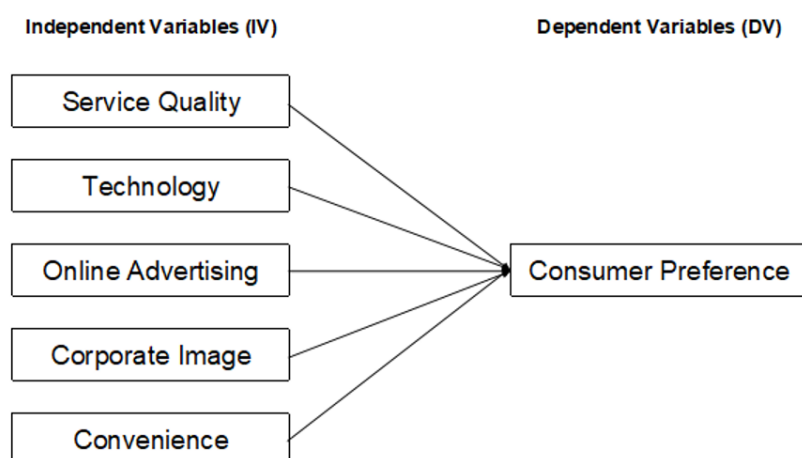 Independent Variables (IV)
Dependent Variables (DV)
Service Quality
Technology
Online Advertising
Consumer Preference
Corporate Image
Convenience